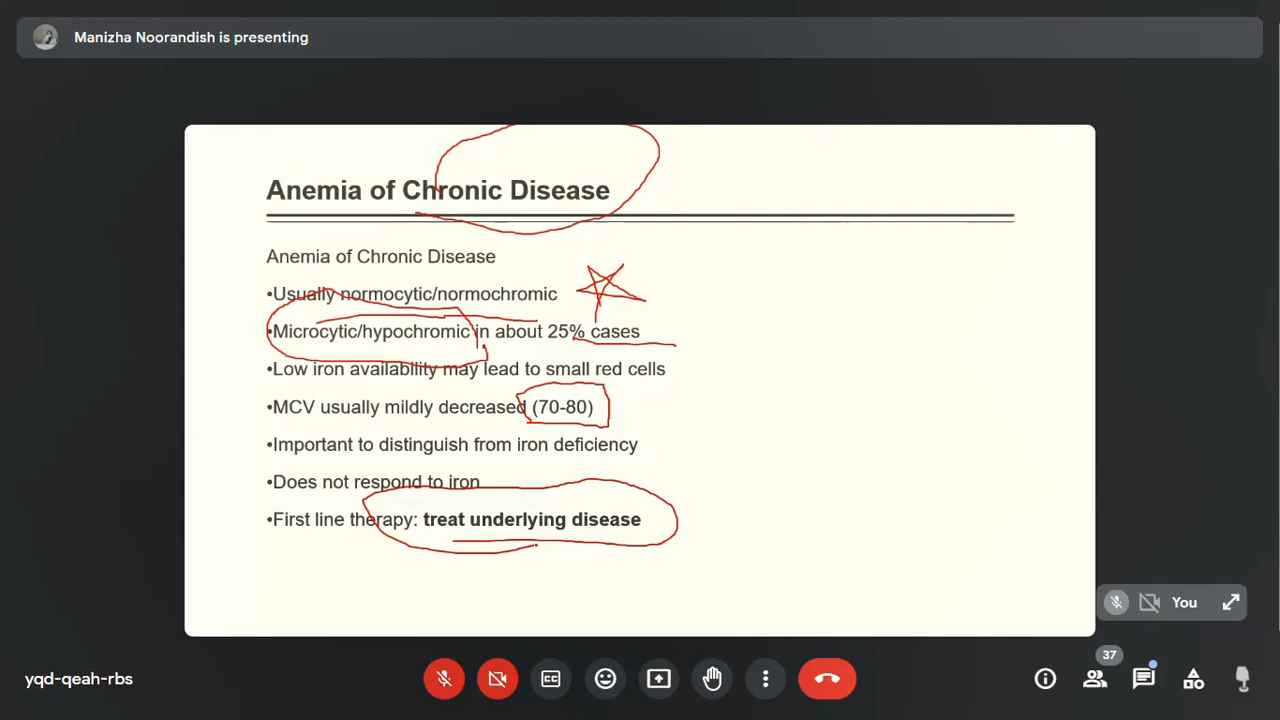 Manizha Noorandish is presenting
Anemia of Chronic Disease
Anemia of Chronic Disease
•Usually normocytic/normochromic
•Microcytic/hypochromic in about 25% cases
•Low iron availability may lead to small red cells
•MCV usually mildly decreased (70-80)
•Important to distinguish from iron deficiency
•Does not respond to iron
•First line therapy: treat underlying disease
You
37
yqd-qeah-rbs
CC